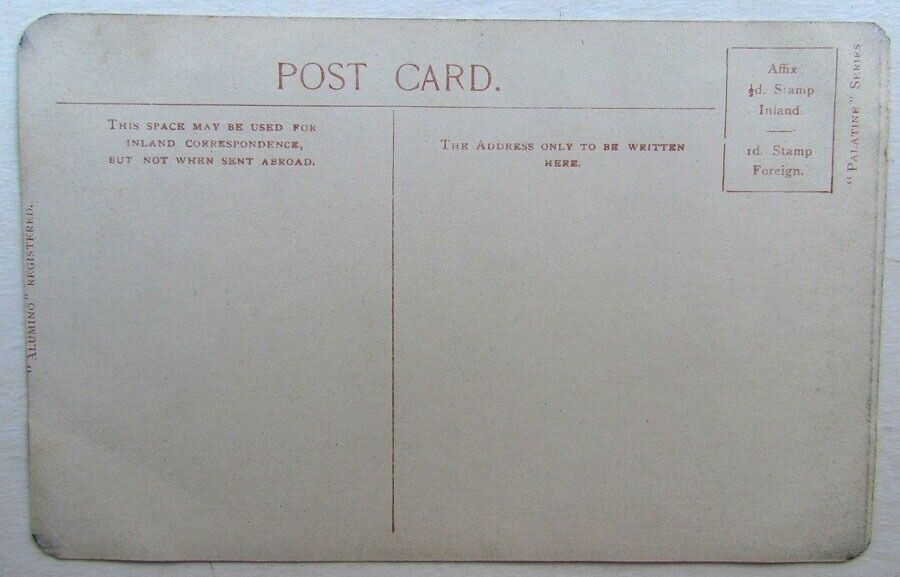 POST CARD.
THIS SPACE MAY BE USED FOR
INLAND CORRESPONDENCE,
BUT NOT WHEN SENT ABROAD.
THE ADDRESS ONLY TO BE WRITTEN
HERE.
Affix
½d. Stamp
Inland.
1d. Stamp
Foreign.
"PALATINE" SERIES.
"ALUMINO" REGISTERED.